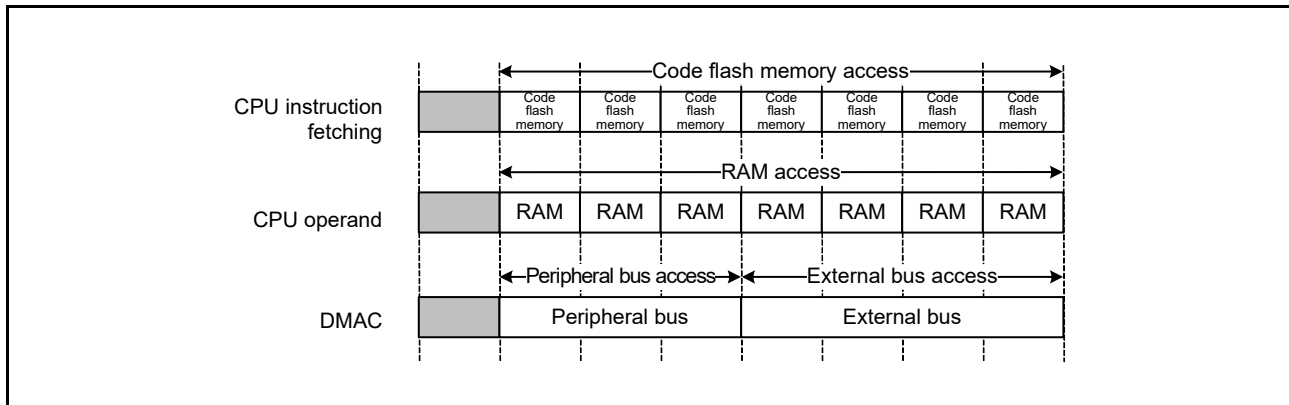 Code flash memory access
CPU instruction
fetching
Code
flash
memory
Code
flash
memory
Code
flash
memory
Code
flash
memory
Code
flash
memory
Code
flash
memory
Code
flash
memory
RAM access
CPU operand
RAM RAM RAM RAM RAM RAM RAM
Peripheral bus access External bus access
DMAC
Peripheral bus External bus